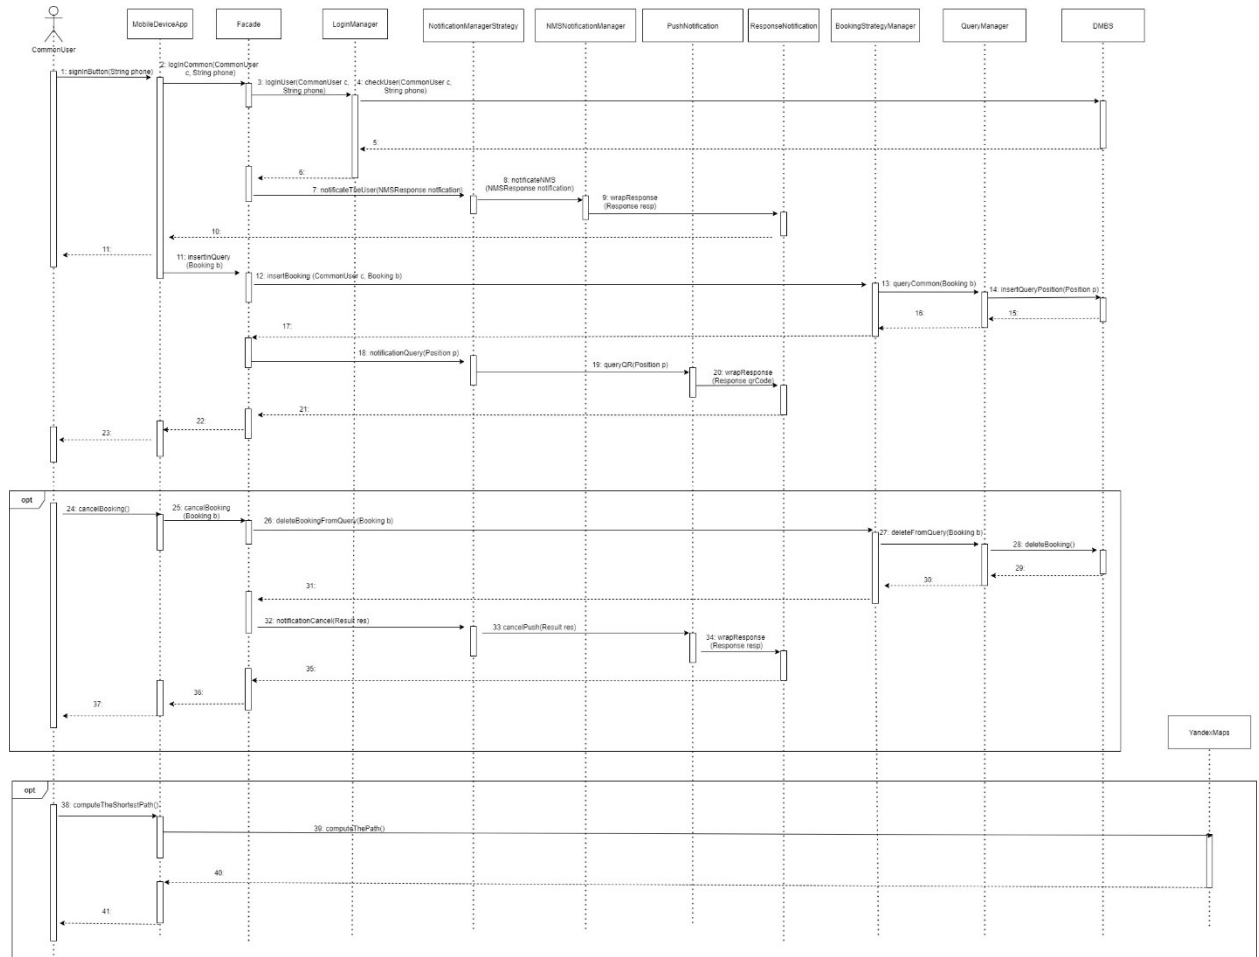 CommonUser
MobileDeviceApp
Facade
LoginManager
NotificationManagerStrategy
NMSNotificationManager
PushNotification
ResponseNotification
BookingStrategyManager
QueryManager
DMBS
1: signInButton(String phone)
2: loginCommon(CommonUser
c, String phone)
3: loginUser(CommonUser c,
String phone)
4: checkUser(CommonUser c,
String phone)
5:
6:
7: notificateTheUser(NMSResponse notfication)
8: notificateNMS
(NMSResponse notification)
9: wrapResponse
(Response resp)
10:
11:
11: insertInQuery
(Booking b)
12: insertBooking (CommonUser c, Booking b)
13: queryCommon(Booking b)
14: insertQueryPosition(Position p)
15:
16:
17:
18: notificationQuery(Position p)
19: queryQR(Position p)
20: wrapResponse
(Response qrCode)
21:
22:
23:
opt
24: cancelBooking()
25: cancelBooking
(Booking b)
26: deleteBookingFromQuery(Booking b)
27: deleteFromQuery(Booking b)
28: deleteBooking()
29:
30:
31:
32: notificationCancel(Result res)
33 cancelPush(Result res)
34: wrapResponse
(Response resp)
35:
36:
37:
YandexMaps
opt
38: computeTheShortestPath()
39: computeThePath()
40:
41: